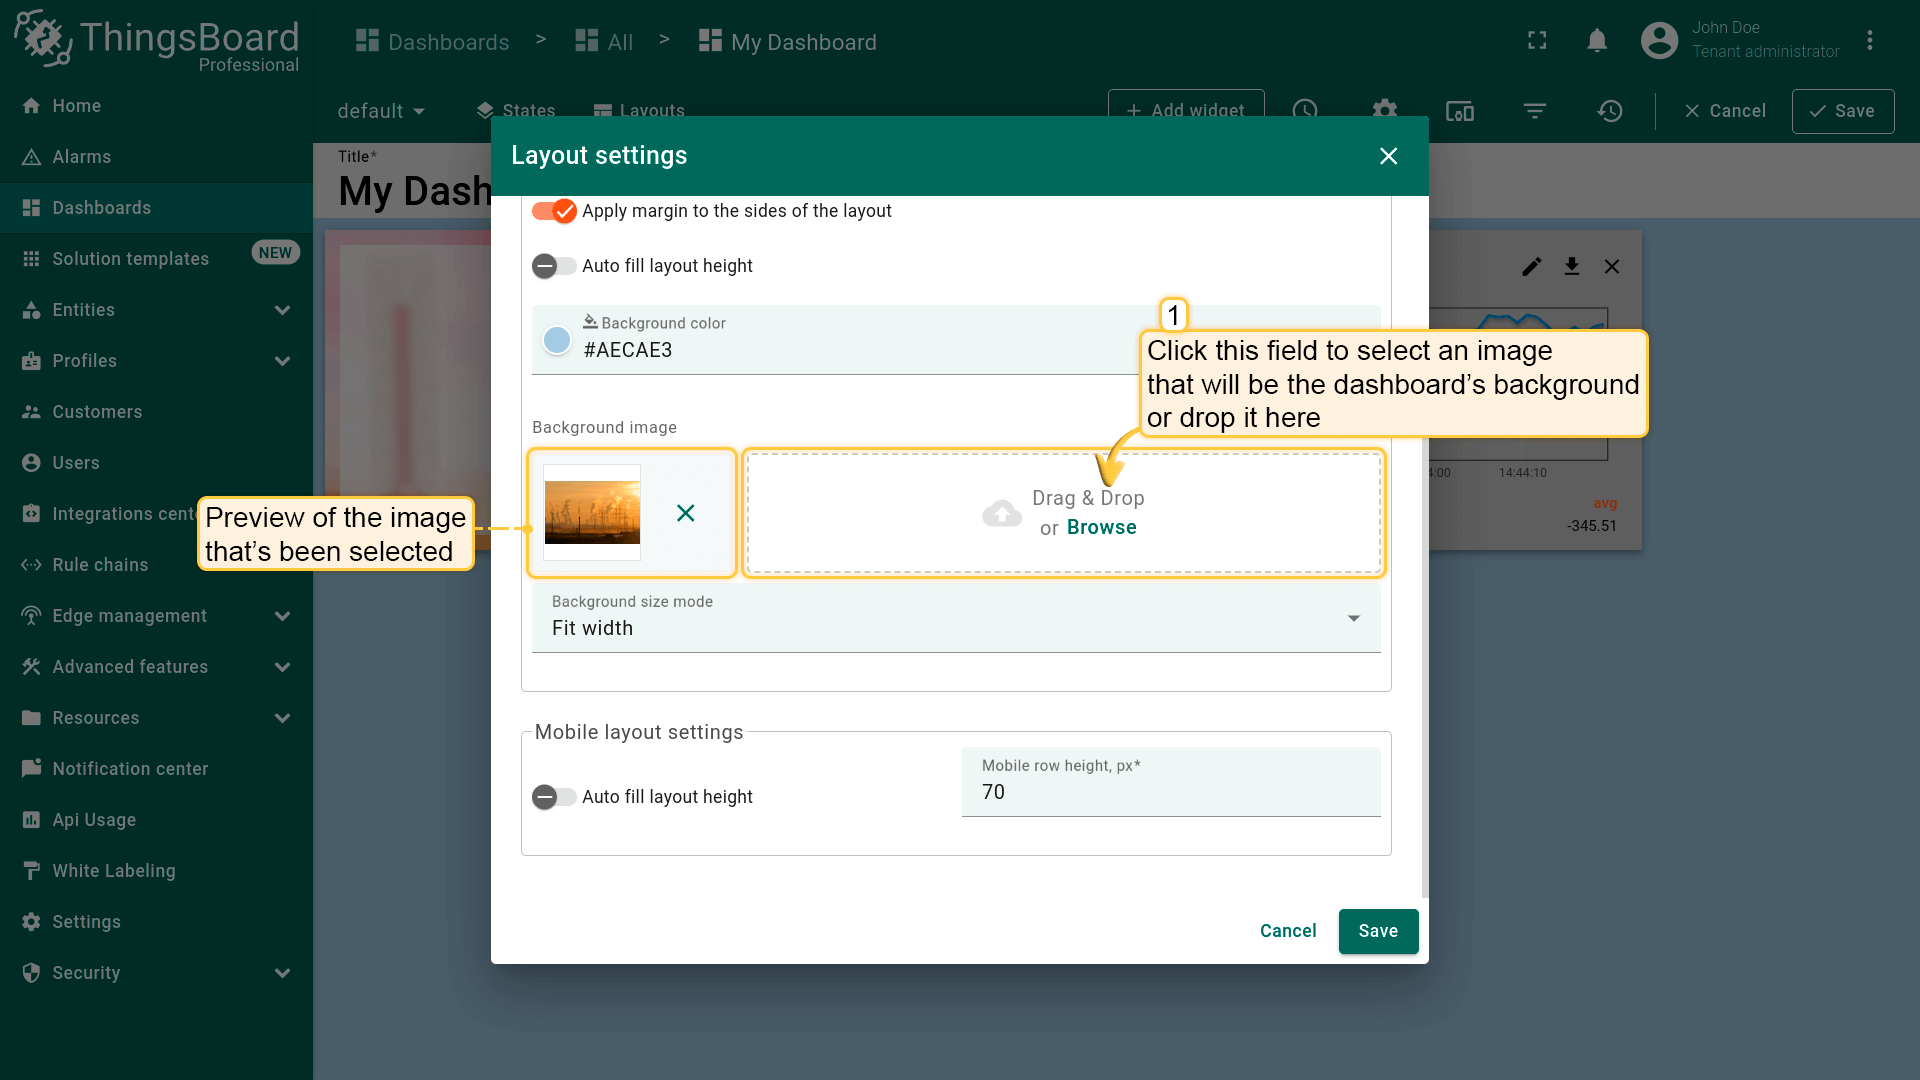 ThingsBoard
Professional
Dashboards > All > My Dashboard
John Doe
Tenant administrator
default
States
Layouts
+ Add widget
Cancel
Save
Home
Alarms
Dashboards
Solution templates
NEW
Entities
Profiles
Customers
Users
Integrations cent
Rule chains
Edge management
Advanced features
Resources
Notification center
Api Usage
White Labeling
Settings
Security
Title*
My Dash
Layout settings
Apply margin to the sides of the layout
Auto fill layout height
Background color
#AECAE3
1
Click this field to select an image
that will be the dashboard’s background
or drop it here
Background image
Preview of the image
that’s been selected
Drag & Drop
or Browse
Background size mode
Fit width
Mobile layout settings
Auto fill layout height
Mobile row height, px*
70
Cancel
Save
:00
14:44:10
avg
-345.51